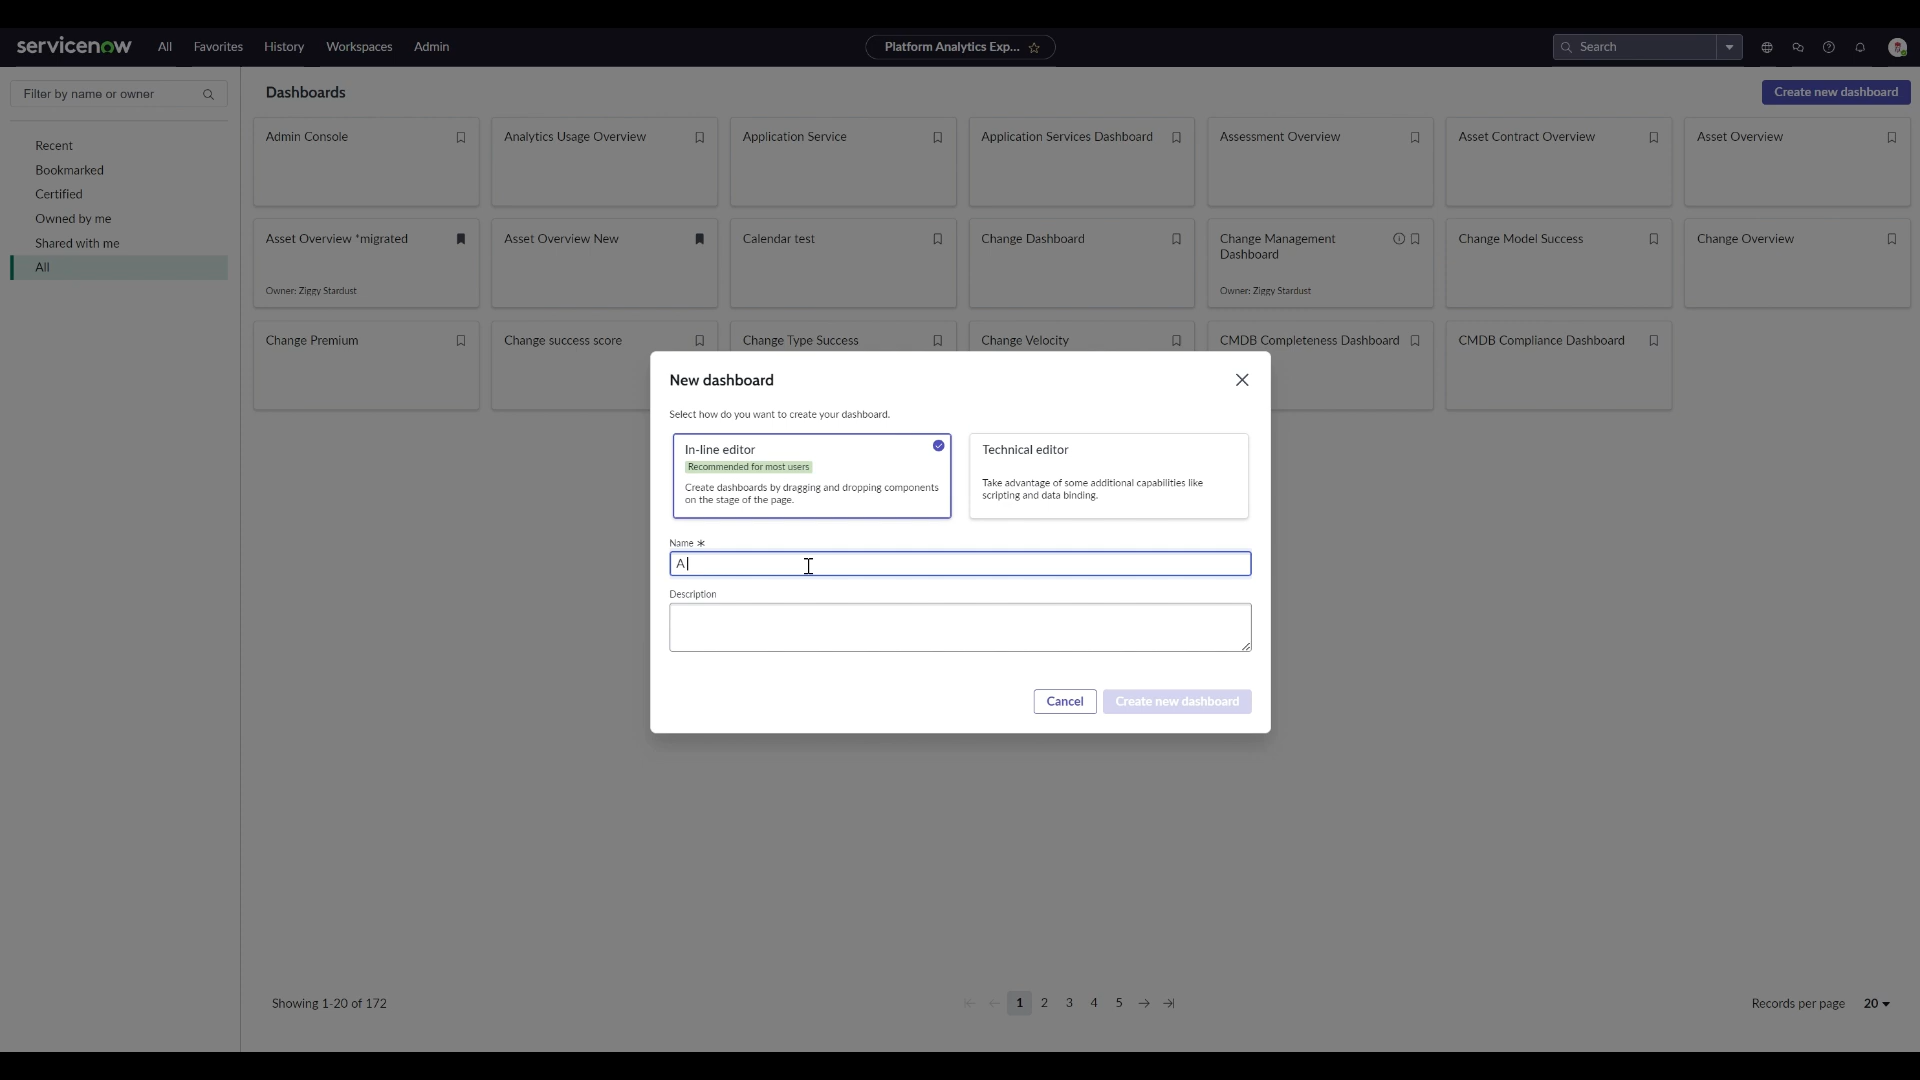 servicenow All Favorites History Workspaces Admin Platform Analytics Exp... Search
Filter by name or owner
Recent
Bookmarked
Certified
Owned by me
Shared with me
All
Dashboards Create new dashboard
Admin Console Analytics Usage Overview Application Service Application Services Dashboard Assessment Overview Asset Contract Overview Asset Overview
Asset Overview *migrated Asset Overview New Calendar test Change Dashboard Change Management Change Model Success Change Overview
Dashboard
Owner: Ziggy Stardust Owner: Ziggy Stardust
Change Premium Change success score Change Type Success Change Velocity CMDB Completeness Dashboard CMDB Compliance Dashboard
New dashboard
Select how do you want to create your dashboard.
In-line editor
Recommended for most users
Create dashboards by dragging and dropping components
on the stage of the page.
Technical editor
Take advantage of some additional capabilities like
scripting and data binding.
Name *
A
Description
Cancel Create new dashboard
Showing 1-20 of 172 1 2 3 4 5 Records per page 20